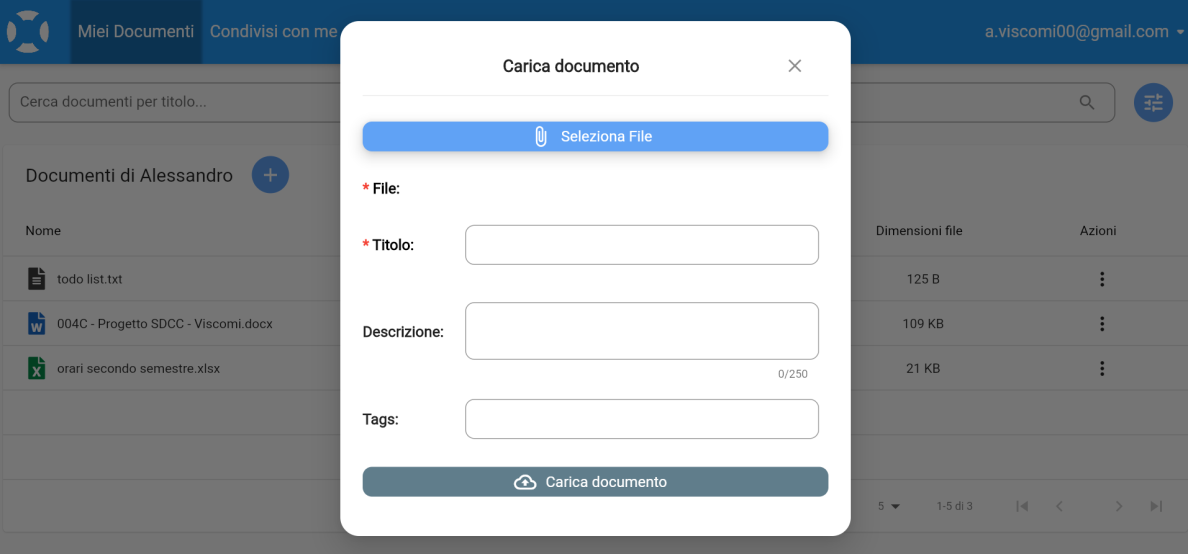 Miei Documenti Condivisi con me a.viscomi00@gmail.com
Carica documento
Cerca documenti per titolo...
Seleziona File
Documenti di Alessandro
* File:
Nome Dimensioni file Azioni
* Titolo:
todo list.txt 125 B
004C - Progetto SDCC - Viscomi.docx 109 KB
Descrizione:
orari secondo semestre.xlsx 21 KB
0/250
Tags:
Carica documento
5 1-5 di 3